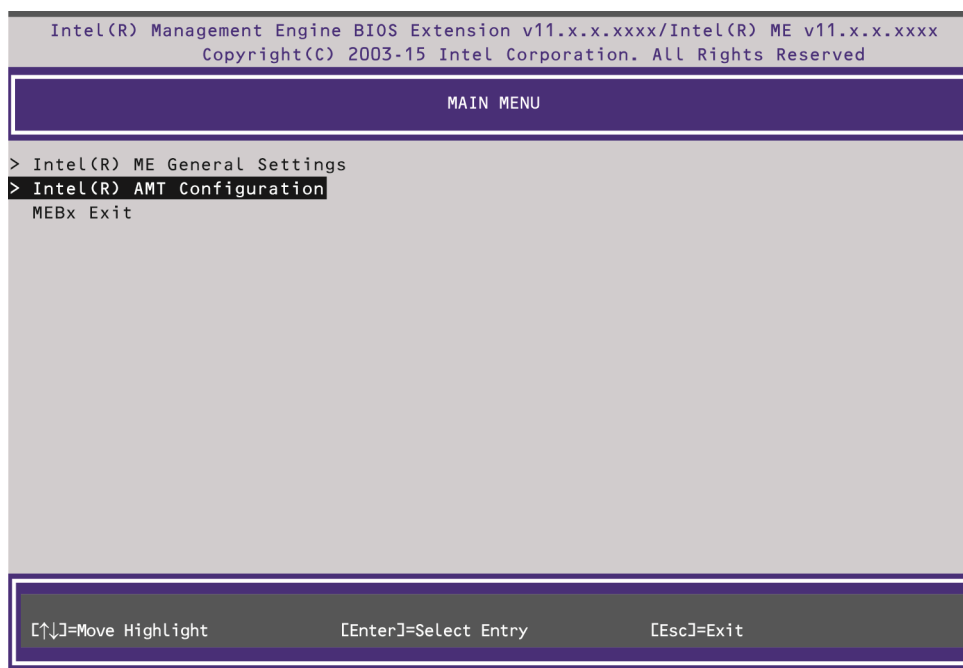 Intel(R) Management Engine BIOS Extension v11.x.x.xxxx/Intel(R) ME v11.x.x.xxxx
Copyright(C) 2003-15 Intel Corporation. All Rights Reserved
MAIN MENU
> Intel(R) ME General Settings
> Intel(R) AMT Configuration
MEBx Exit
[↑↓]=Move Highlight [Enter]=Select Entry [Esc]=Exit